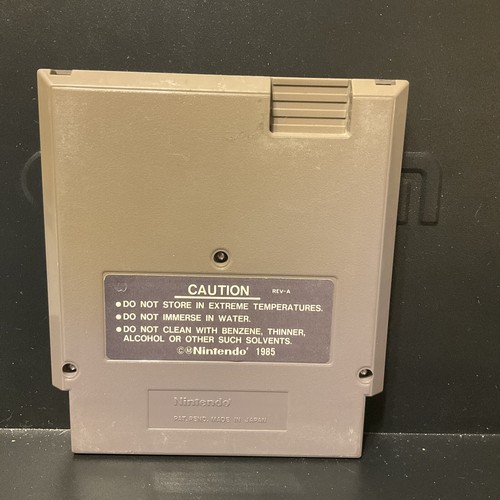 CAUTION REV-A
●DO NOT STORE IN EXTREME TEMPERATURES.
●DO NOT IMMERSE IN WATER.
●DO NOT CLEAN WITH BENZENE, THINNER,
ALCOHOL OR OTHER SUCH SOLVENTS.
©Ⓜ Nintendo® 1985
Nintendo®
PAT. PEND. MADE IN JAPAN